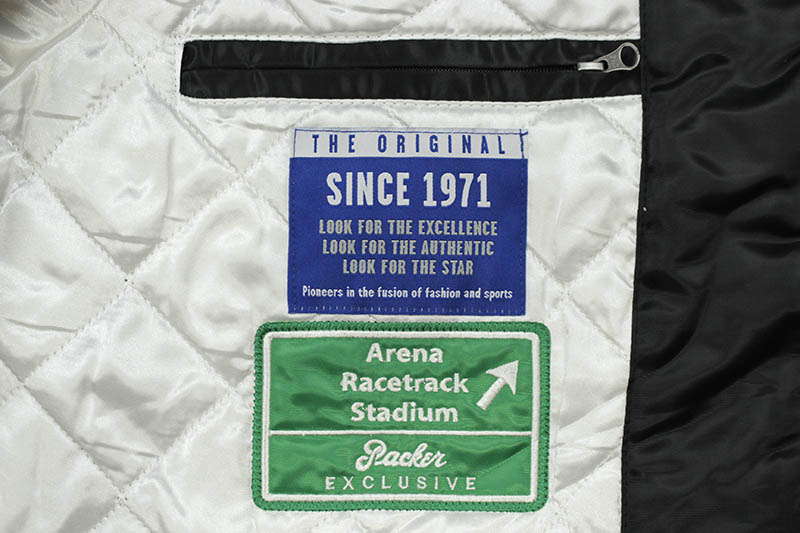 THE ORIGINAL
SINCE 1971
LOOK FOR THE EXCELLENCE
LOOK FOR THE AUTHENTIC
LOOK FOR THE STAR
Pioneers in the fusion of fashion and sports
Arena
Racetrack
Stadium
Packer
EXCLUSIVE